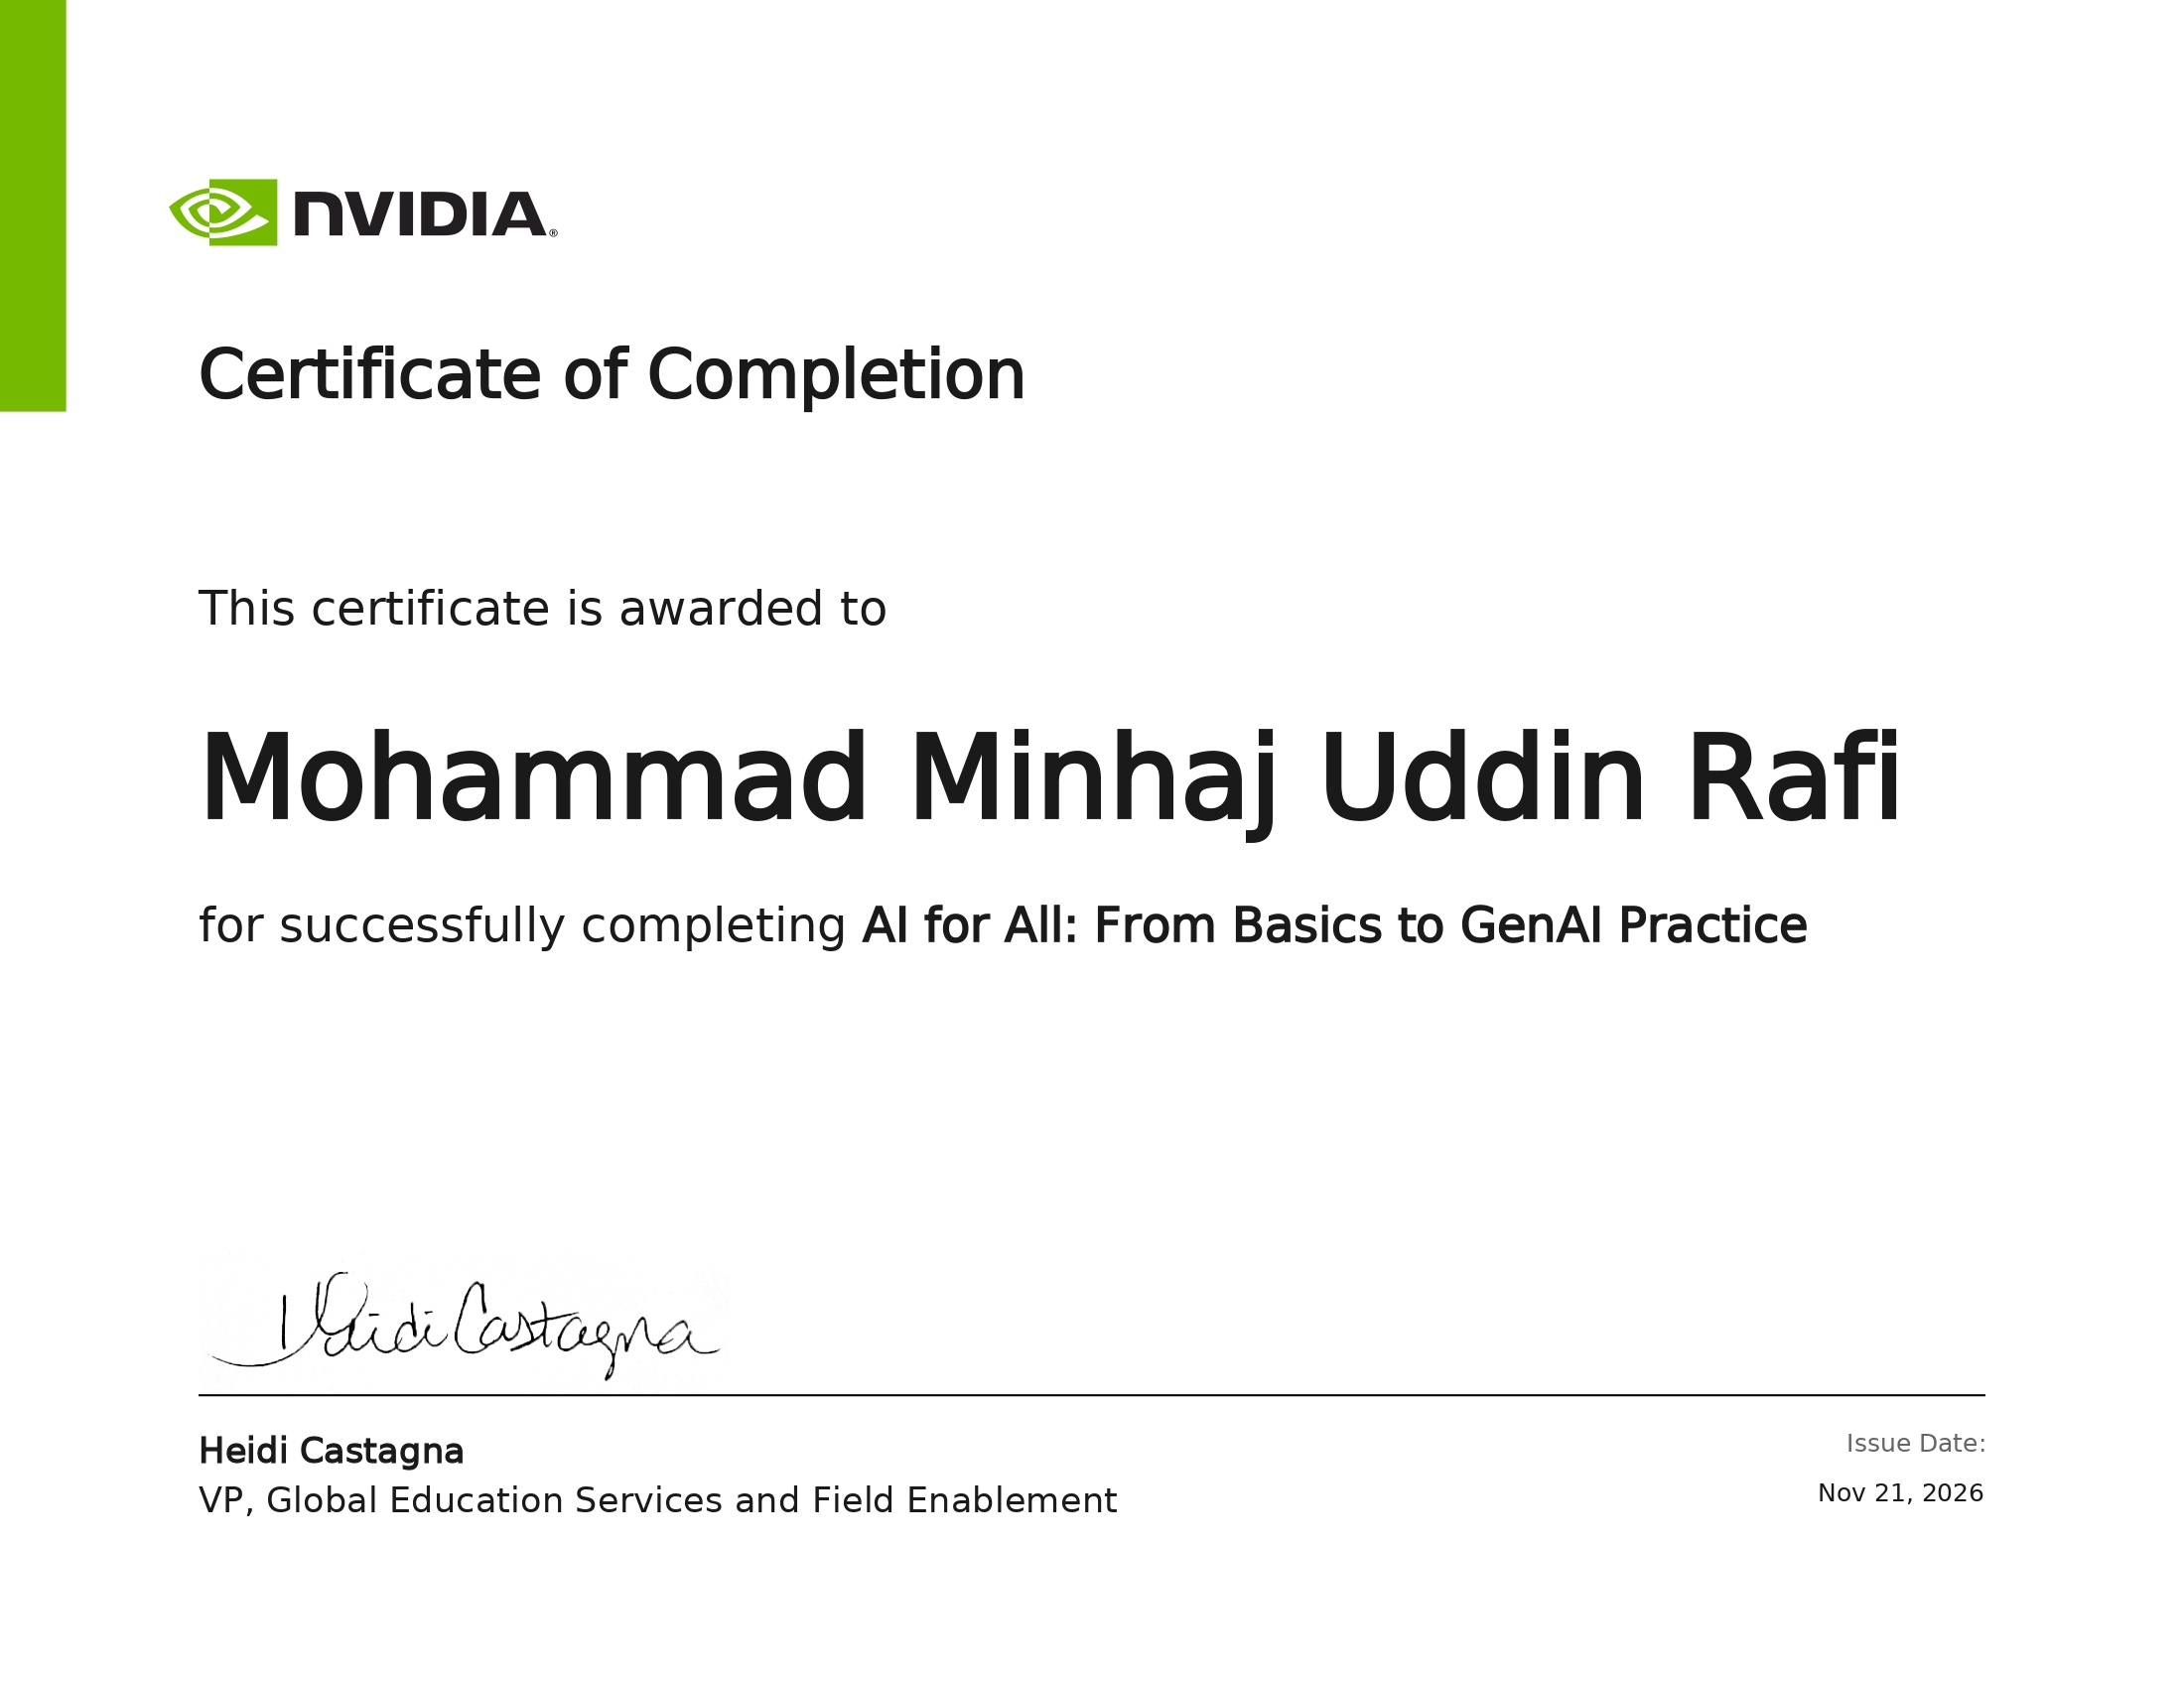 NVIDIA®
Certificate of Completion
This certificate is awarded to
Mohammad Minhaj Uddin Rafi
for successfully completing AI for All: From Basics to GenAI Practice
Heidi Castagna
Heidi Castagna
VP, Global Education Services and Field Enablement
Issue Date:
Nov 21, 2026